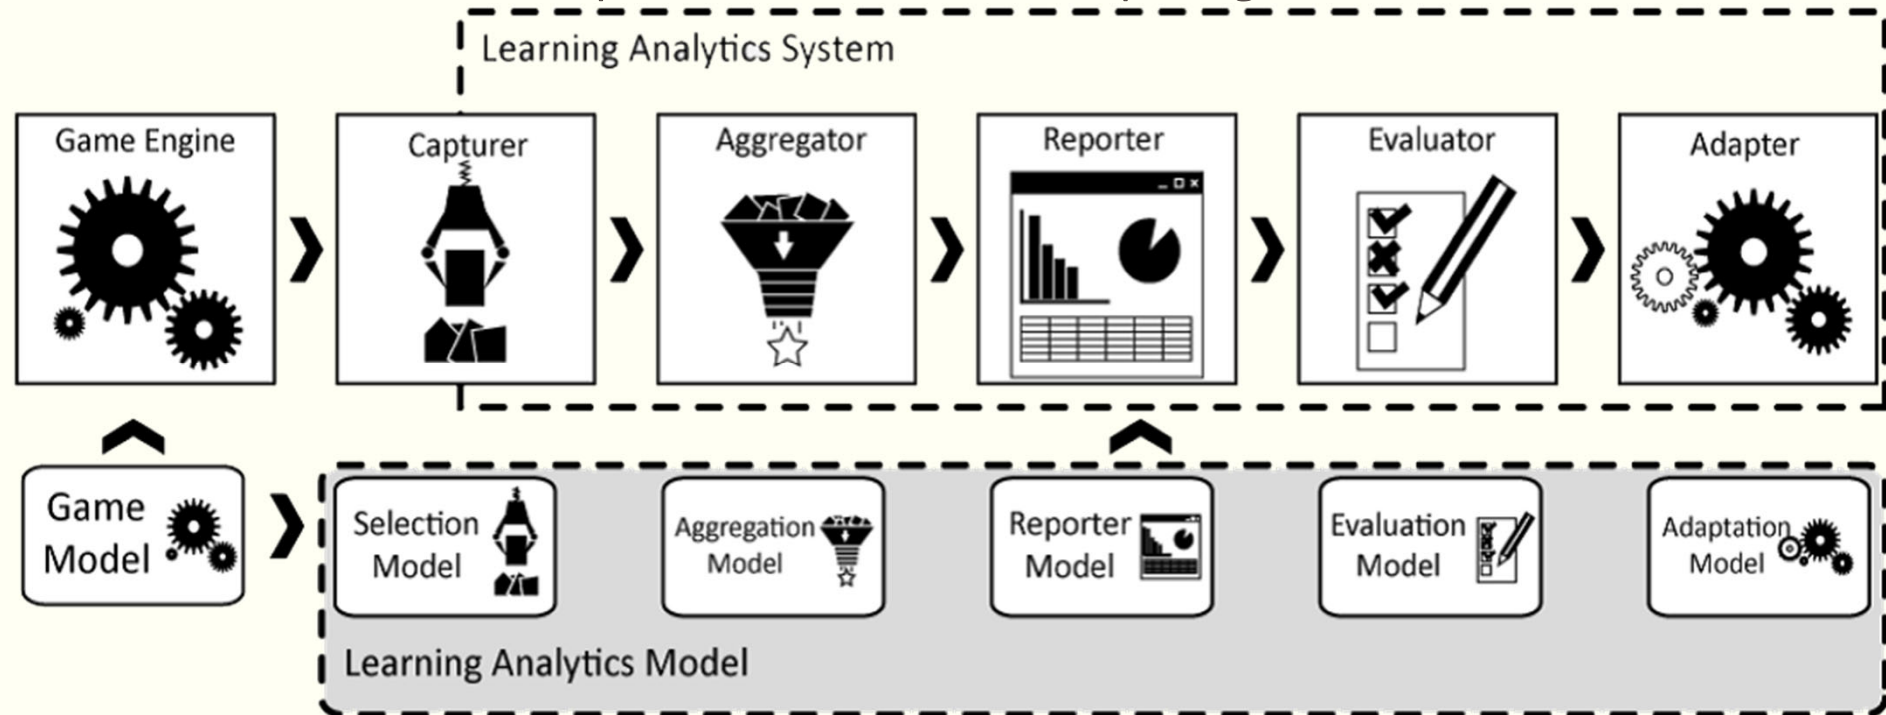 Learning Analytics System
Game Engine
Capturer
Aggregator
Reporter
Evaluator
Adapter
Game
Model
Selection
Model
Aggregation
Model
Reporter
Model
Evaluation
Model
Adaptation
Model
Learning Analytics Model